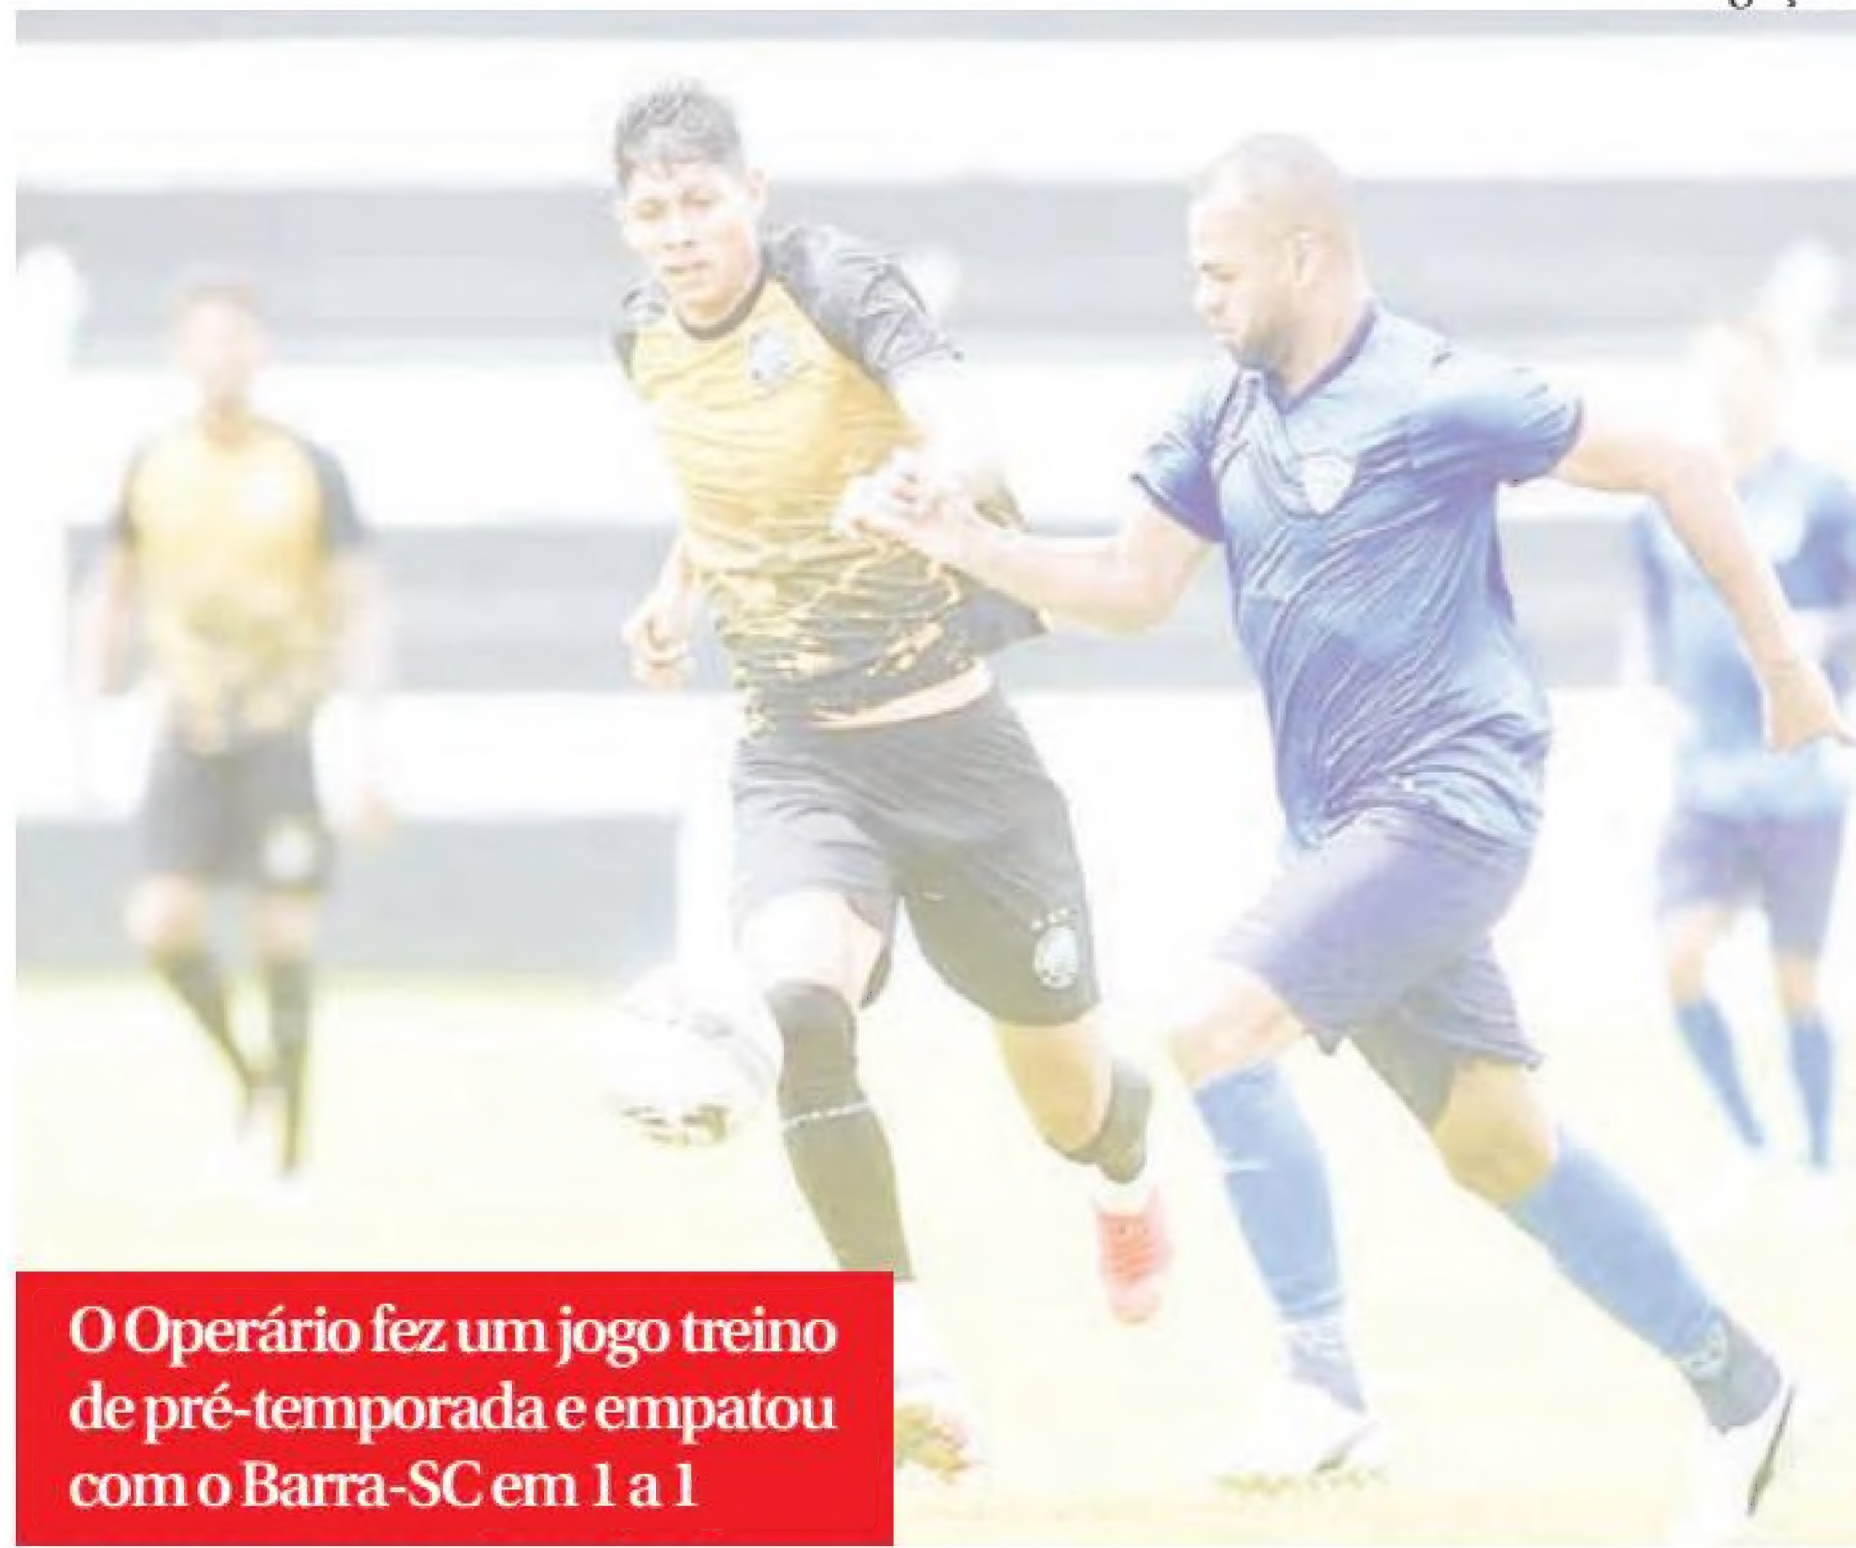 O Operário fez um jogo treino
de pré-temporada e empatou
com o Barra-SC em 1 a 1